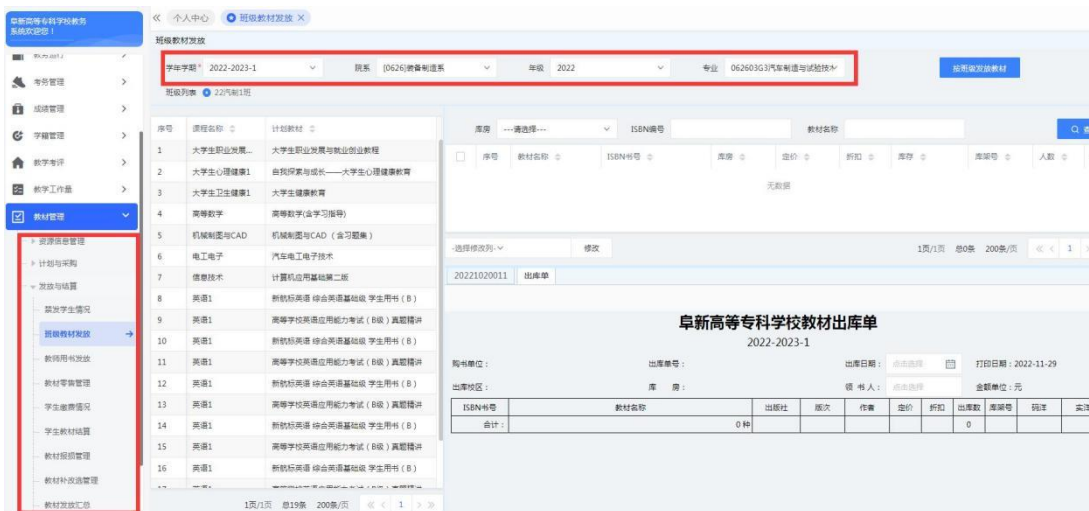 阜新高等专科学校教务
系统欢迎您！
考务管理
成绩管理
学籍管理
教学考评
教学工作量
教材管理
资源信息管理
计划与采购
发放与结算
禁发学生情况
班级教材发放
教师用书发放
教材零售管理
学生缴费情况
学生教材结算
教材报损管理
教材补改选管理
教材发放汇总
个人中心 班级教材发放 ×
班级教材发放
学年学期* 2022-2023-1 院系 [0626]装备制造系 年级 2022 专业 062603G3汽车制造与试验技术 按班级发放教材
班级列表 22汽制1班
序号 课程名称 计划教材
1 大学生职业发展... 大学生职业发展与就业创业教程
2 大学生心理健康1 自我探索与成长——大学生心理健康教育
3 大学生卫生健康1 大学生健康教育
4 高等数学 高等数学(含学习指导)
5 机械制图与CAD 机械制图与CAD（含习题集）
6 电工电子 汽车电工电子技术
7 信息技术 计算机应用基础第二版
8 英语1 新航标英语 综合英语基础级 学生用书（B）
9 英语1 高等学校英语应用能力考试（B级）真题精讲
10 英语1 新航标英语 综合英语基础级 学生用书（B）
11 英语1 高等学校英语应用能力考试（B级）真题精讲
12 英语1 新航标英语 综合英语基础级 学生用书（B）
13 英语1 高等学校英语应用能力考试（B级）真题精讲
14 英语1 新航标英语 综合英语基础级 学生用书（B）
15 英语1 高等学校英语应用能力考试（B级）真题精讲
16 英语1 新航标英语 综合英语基础级 学生用书（B）
1页/1页 总19条 200条/页 1
库房 ---请选择--- ISBN编号 教材名称
序号 教材名称 ISBN书号 库房 定价 折扣 库存 库架号 人数
无数据
-选择修改列- 修改 1页/1页 总0条 200条/页 1
20221020011 出库单
阜新高等专科学校教材出库单
2022-2023-1
购书单位： 出库单号： 出库日期： 点击选择 打印日期：2022-11-29
出库校区： 库 房： 领 书 人： 点击选择 金额单位：元
ISBN书号 教材名称 出版社 版次 作者 定价 折扣 出库数 库架号 码洋 实洋
合计： 0 种 0